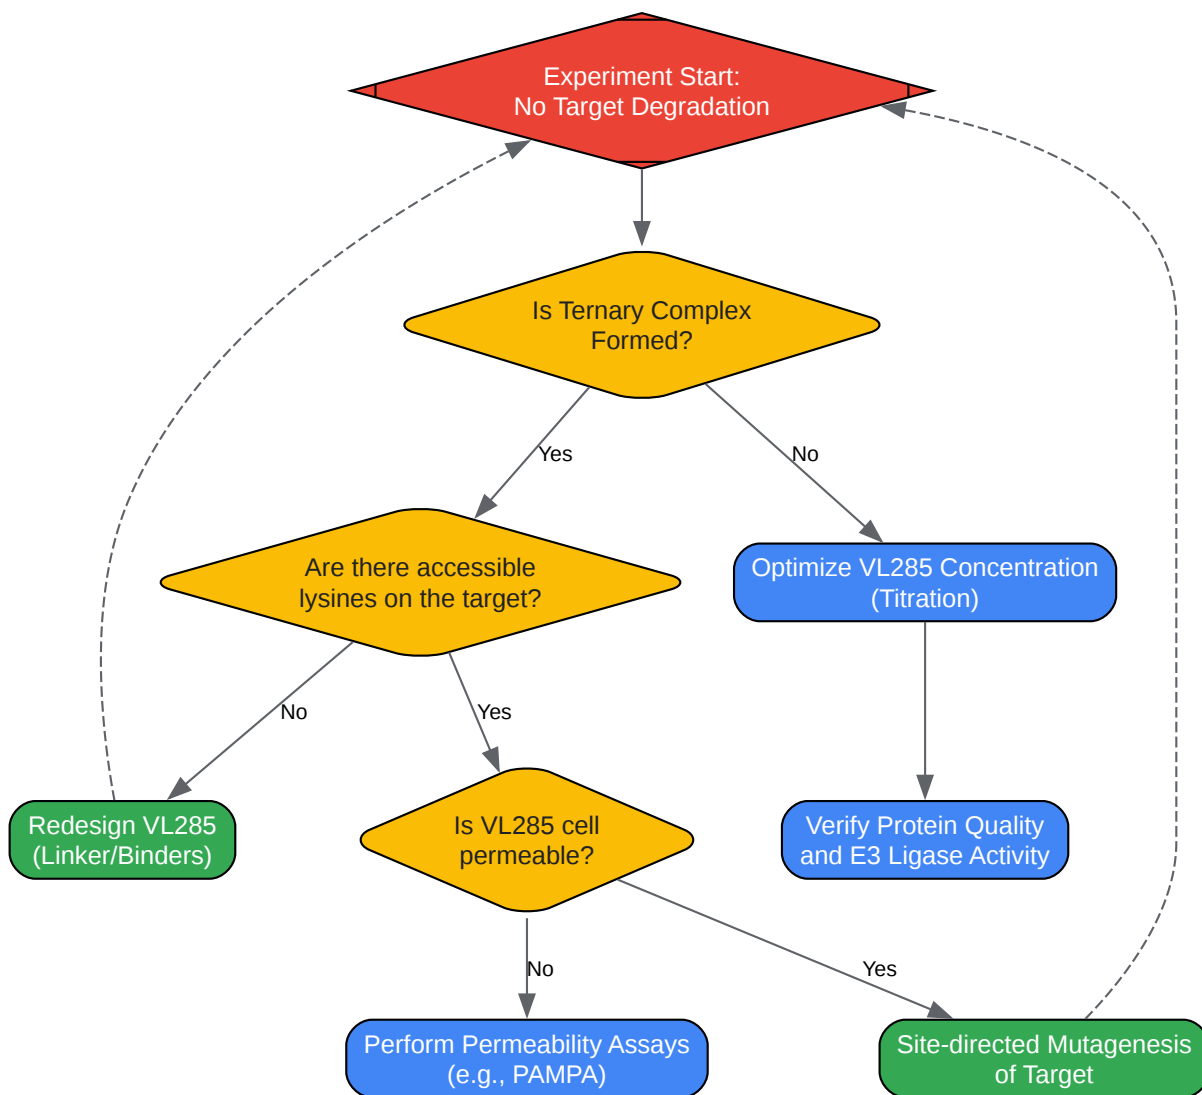 Experiment Start:
No Target Degradation
Is Ternary Complex
Formed?
Yes
No
Are there accessible
lysines on the target?
Optimize VL285 Concentration
(Titration)
No
Yes
Redesign VL285
(Linker/Binders)
Is VL285 cell
permeable?
Verify Protein Quality
and E3 Ligase Activity
No
Yes
Perform Permeability Assays
(e.g., PAMPA)
Site-directed Mutagenesis
of Target